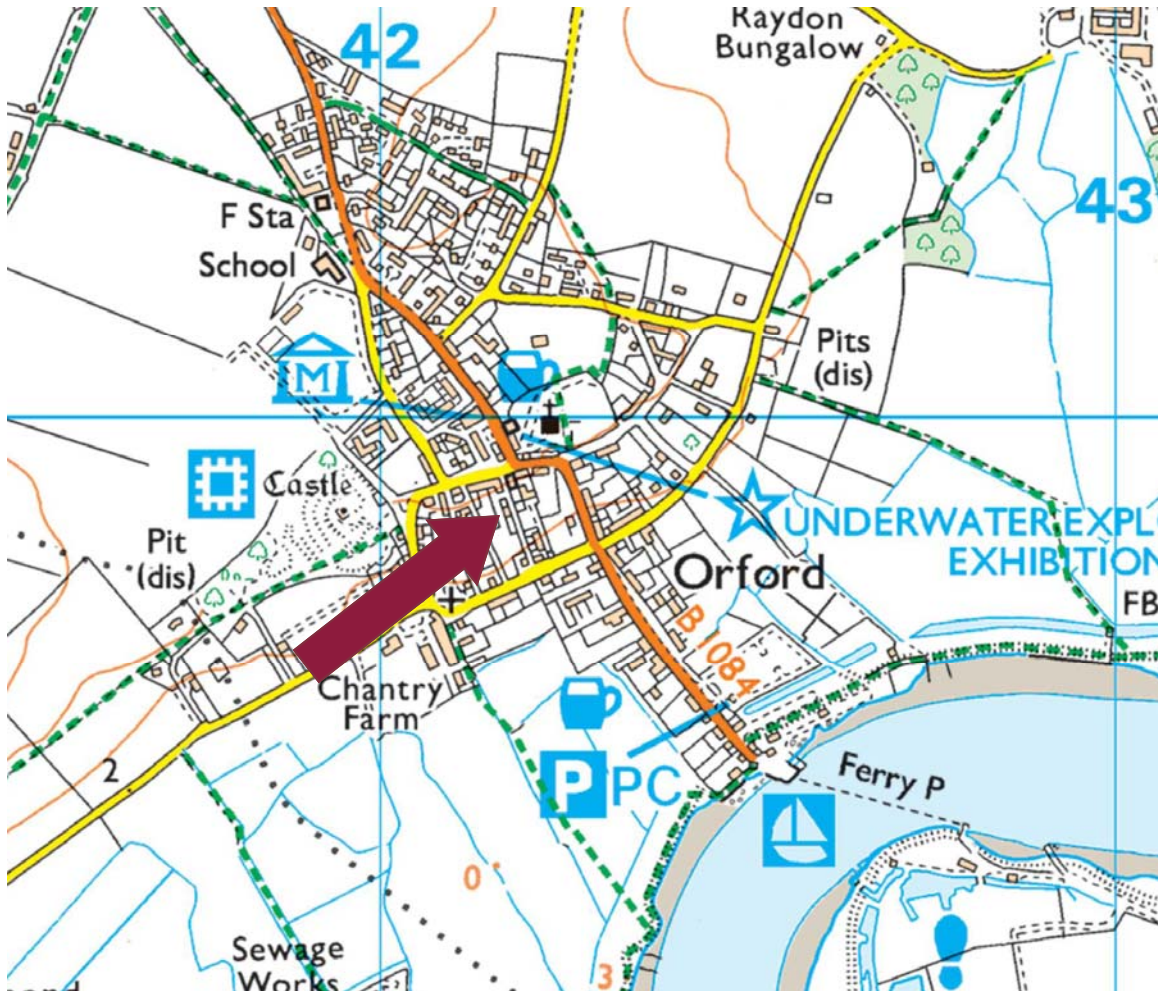 Raydon
Bungalow
42
43
F Sta
School
M
Pits
(dis)
Castle
Pit
(dis)
UNDERWATER EXPL
EXHIBITION
Orford
FB
B 1084
Chantry
Farm
2
P PC
Ferry P
0
3
Sewage
Works